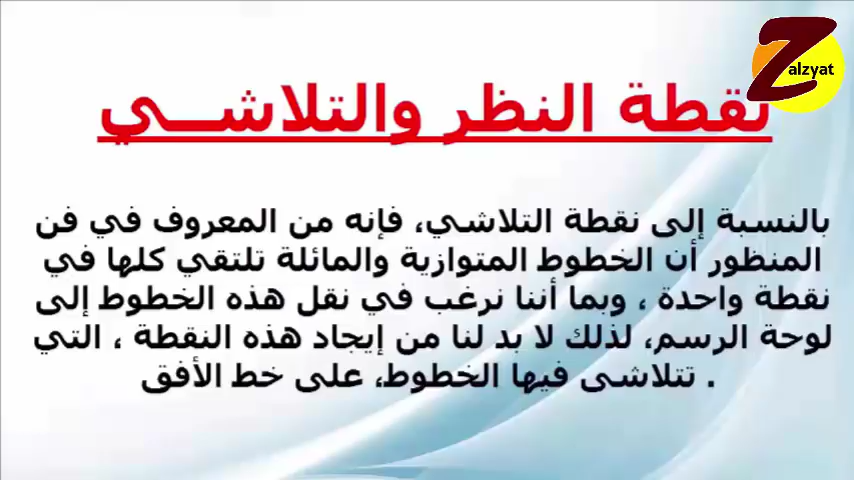 Zalzyat
نقطة النظر والتلاشـــي
بالنسبة إلى نقطة التلاشي، فإنه من المعروف في فن
المنظور أن الخطوط المتوازية والمائلة تلتقي كلها في
نقطة واحدة ، وبما أننا نرغب في نقل هذه الخطوط إلى
لوحة الرسم، لذلك لا بد لنا من إيجاد هذه النقطة ، التي
. تتلاشى فيها الخطوط، على خط الأفق